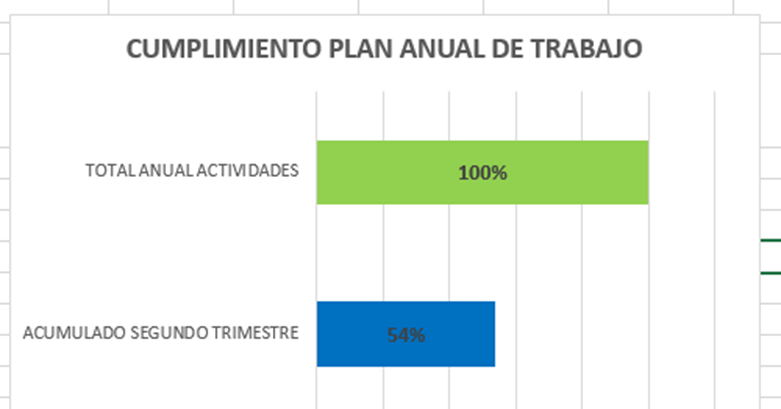 CUMPLIMIENTO PLAN ANUAL DE TRABAJO
TOTAL ANUAL ACTIVIDADES
100%
ACUMULADO SEGUNDO TRIMESTRE
54%